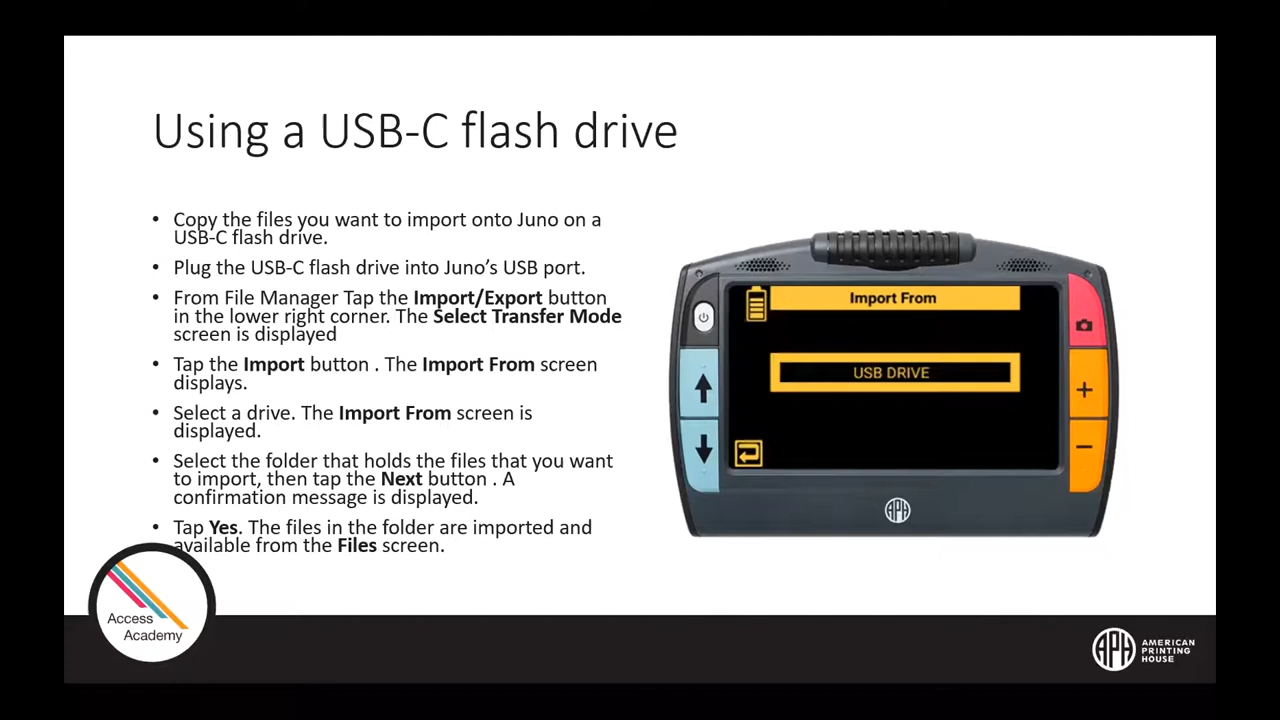 Using a USB-C flash drive
• Copy the files you want to import onto Juno on a
USB-C flash drive.
• Plug the USB-C flash drive into Juno’s USB port.
• From File Manager Tap the Import/Export button
in the lower right corner. The Select Transfer Mode
screen is displayed
• Tap the Import button . The Import From screen
displays.
• Select a drive. The Import From screen is
displayed.
• Select the folder that holds the files that you want
to import, then tap the Next button . A
confirmation message is displayed.
• Tap Yes. The files in the folder are imported and
available from the Files screen.
Import From
USB DRIVE
+
−
APH
Access
Academy
APH
AMERICAN
PRINTING
HOUSE